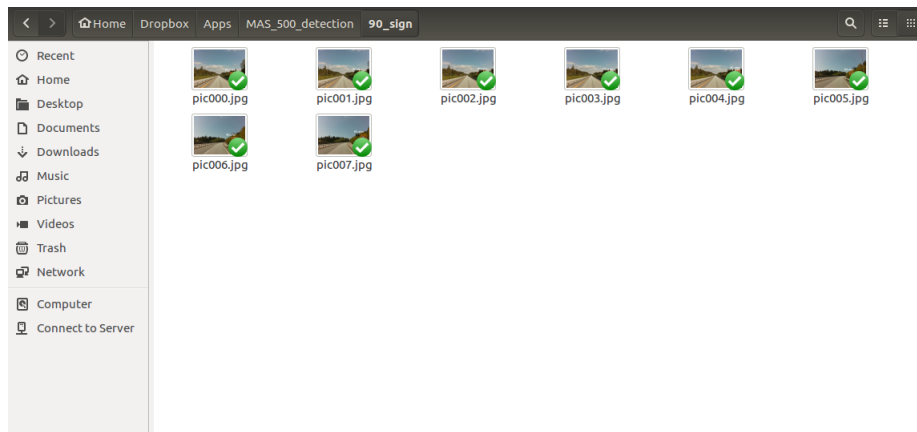 Home Dropbox Apps MAS_500_detection 90_sign
Recent
Home
Desktop
Documents
Downloads
Music
Pictures
Videos
Trash
Network
Computer
Connect to Server
pic000.jpg pic001.jpg pic002.jpg pic003.jpg pic004.jpg pic005.jpg
pic006.jpg pic007.jpg